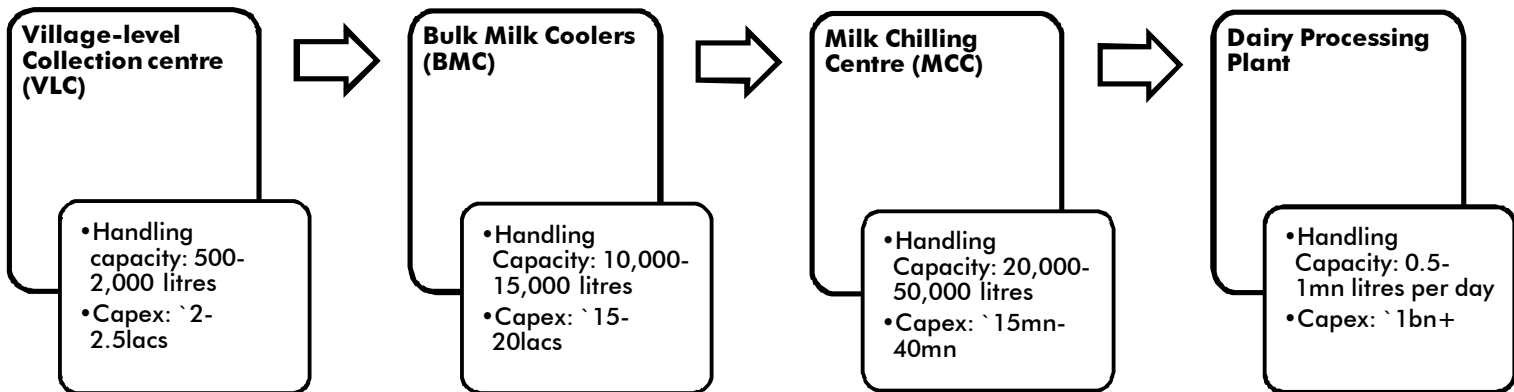 Village-level
Collection centre
(VLC)
•Handling
capacity: 500-
2,000 litres
•Capex: `2-
2.5lacs
Bulk Milk Coolers
(BMC)
•Handling
Capacity: 10,000-
15,000 litres
•Capex: `15-
20lacs
Milk Chilling
Centre (MCC)
•Handling
Capacity: 20,000-
50,000 litres
•Capex: `15mn-
40mn
Dairy Processing
Plant
•Handling
Capacity: 0.5-
1mn litres per day
•Capex: `1bn+